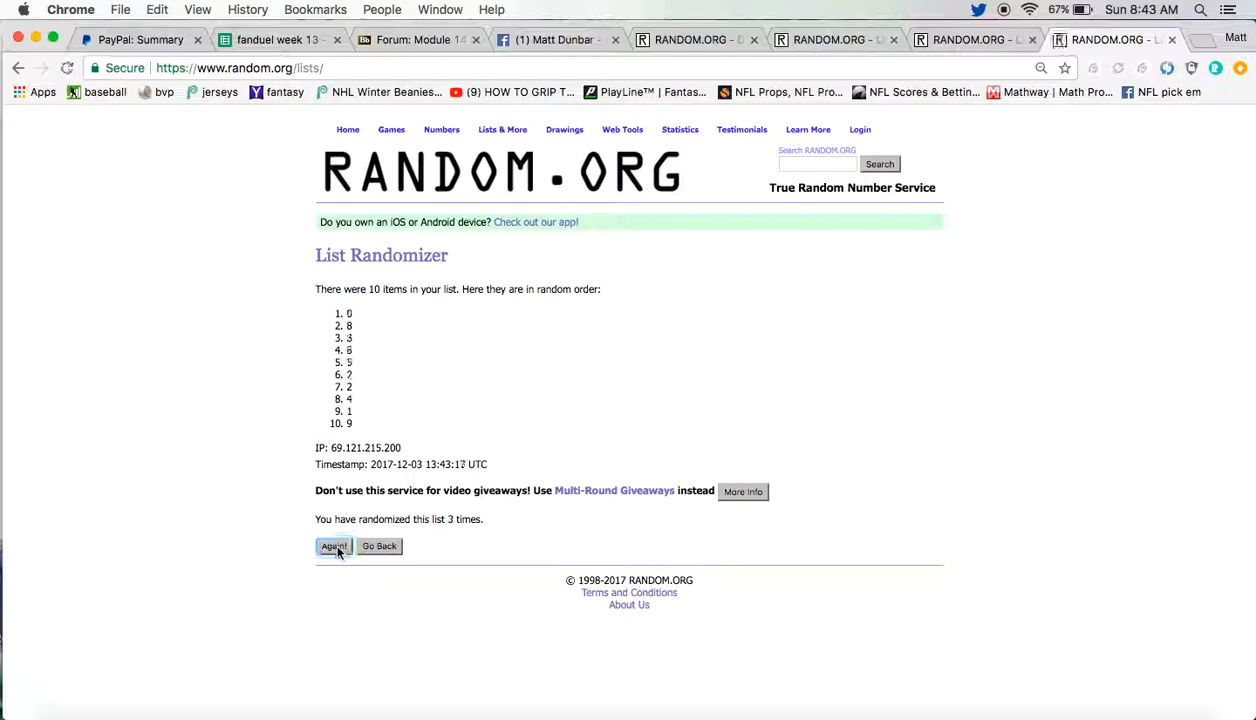 Chrome File Edit View History Bookmarks People Window Help 67% Sun 8:43 AM
PayPal: Summary fanduel week 13 - Bb Forum: Module 14 (1) Matt Dunbar - RANDOM.ORG - D RANDOM.ORG - L RANDOM.ORG - L RANDOM.ORG - L Matt
Secure https://www.random.org/lists/
Apps baseball bvp jerseys fantasy NHL Winter Beanies... (9) HOW TO GRIP T... PlayLine™ | Fantas... NFL Props, NFL Pro... Scores & Bettin... Mathway | Math Pro... NFL pick em
Home Games Numbers Lists & More Drawings Web Tools Statistics Testimonials Learn More Login
Search RANDOM.ORG
Search
RANDOM.ORG
True Random Number Service
Do you own an iOS or Android device? Check out our app!
List Randomizer
There were 10 items in your list. Here they are in random order:
1. 0
2. 8
3. 3
4.
5. 5
6.
7. 2
8. 4
9. 1
10. 9
IP: 69.121.215.200
Timestamp: 2017-12-03 UTC
Don't use this service for video giveaways! Use Multi-Round Giveaways instead More Info
You have randomized this list 3 times.
Again! Go Back
© 1998-2017 RANDOM.ORG
Terms and Conditions
About Us